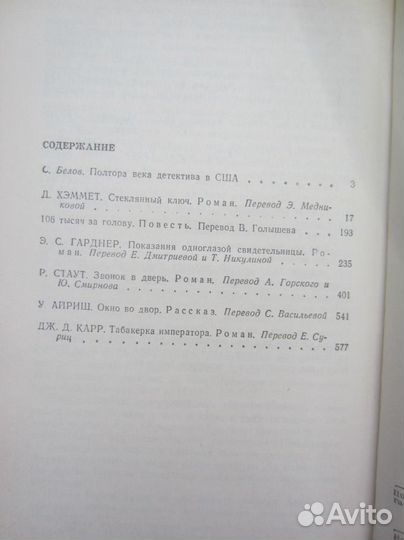 СОДЕРЖАНИЕ
С. Белов. Полтора века детектива в США . . . . . . . . 3
Д. ХЭММЕТ. Стеклянный ключ. Роман. Перевод Э. Медни-
ковой . . . . . . . . . . . . . . . . . 17
106 тысяч за голову. Повесть. Перевод В. Голышева . . 193
Э. С. ГАРДНЕР. Показания одноглазой свидетельницы. Ро-
ман. Перевод Е. Дмитриевой и Т. Никулиной . . . . . 235
Р. СТАУТ. Звонок в дверь. Роман. Перевод А. Горского и
Ю. Смирнова . . . . . . . . . . . . . . 401
У АЙРИШ. Окно во двор. Рассказ. Перевод С. Васильевой 541
ДЖ. Д. КАРР. Табакерка императора. Роман. Перевод Е. Су-
риц . . . . . . . . . . . . . . . . . 577
Avito